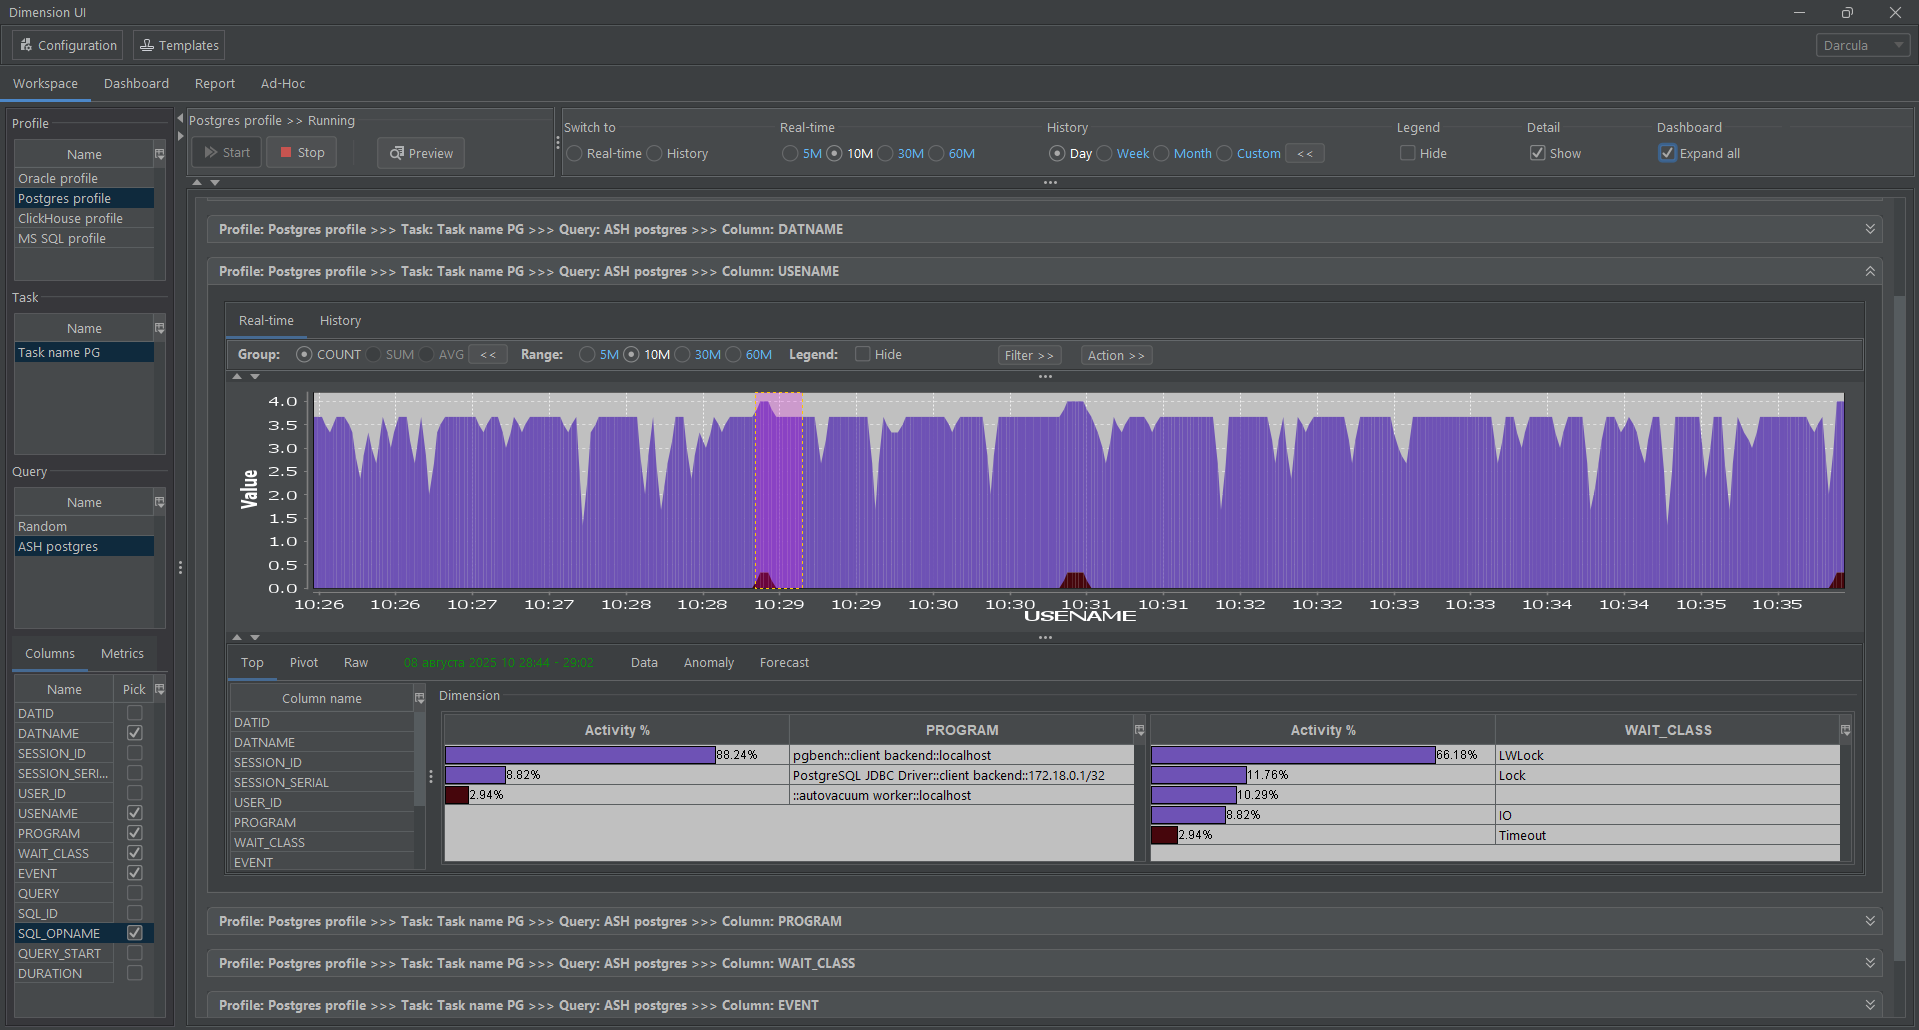 Dimension UI
Configuration Templates Darcula
Workspace Dashboard Report Ad-Hoc
Profile
Name
Oracle profile
Postgres profile
ClickHouse profile
MS SQL profile
Task
Name
Task name PG
Query
Name
Random
ASH postgres
Columns Metrics
Name Pick
DATID
DATNAME
SESSION_ID
SESSION_SERI...
USER_ID
USENAME
PROGRAM
WAIT_CLASS
EVENT
QUERY
SQL_ID
SQL_OPNAME
QUERY_START
DURATION
Postgres profile >> Running
Start Stop Preview
Switch to Real-time History Legend Detail Dashboard
Real-time History 5M 10M 30M 60M Day Week Month Custom << Hide Show Expand all
Profile: Postgres profile >>> Task: Task name PG >>> Query: ASH postgres >>> Column: DATNAME
Profile: Postgres profile >>> Task: Task name PG >>> Query: ASH postgres >>> Column: USENAME
Real-time History
Group: COUNT SUM AVG << Range: 5M 10M 30M 60M Legend: Hide Filter >> Action >>
Value
4.0
3.5
3.0
2.5
2.0
1.5
1.0
0.5
0.0
10:26 10:26 10:27 10:27 10:28 10:28 10:29 10:29 10:30 10:30 10:31 10:31 10:32 10:32 10:33 10:33 10:34 10:34 10:35 10:35
USENAME
Top Pivot Raw 08 августа 2025 10 28:44 - 29:02 Data Anomaly Forecast
Column name
DATID
DATNAME
SESSION_ID
SESSION_SERIAL
USER_ID
PROGRAM
WAIT_CLASS
EVENT
Dimension
Activity % PROGRAM
88.24% pgbench::client backend::localhost
8.82% PostgreSQL JDBC Driver::client backend::172.18.0.1/32
2.94% ::autovacuum worker::localhost
Activity % WAIT_CLASS
66.18% LWLock
11.76% Lock
10.29%
8.82% IO
2.94% Timeout
Profile: Postgres profile >>> Task: Task name PG >>> Query: ASH postgres >>> Column: PROGRAM
Profile: Postgres profile >>> Task: Task name PG >>> Query: ASH postgres >>> Column: WAIT_CLASS
Profile: Postgres profile >>> Task: Task name PG >>> Query: ASH postgres >>> Column: EVENT